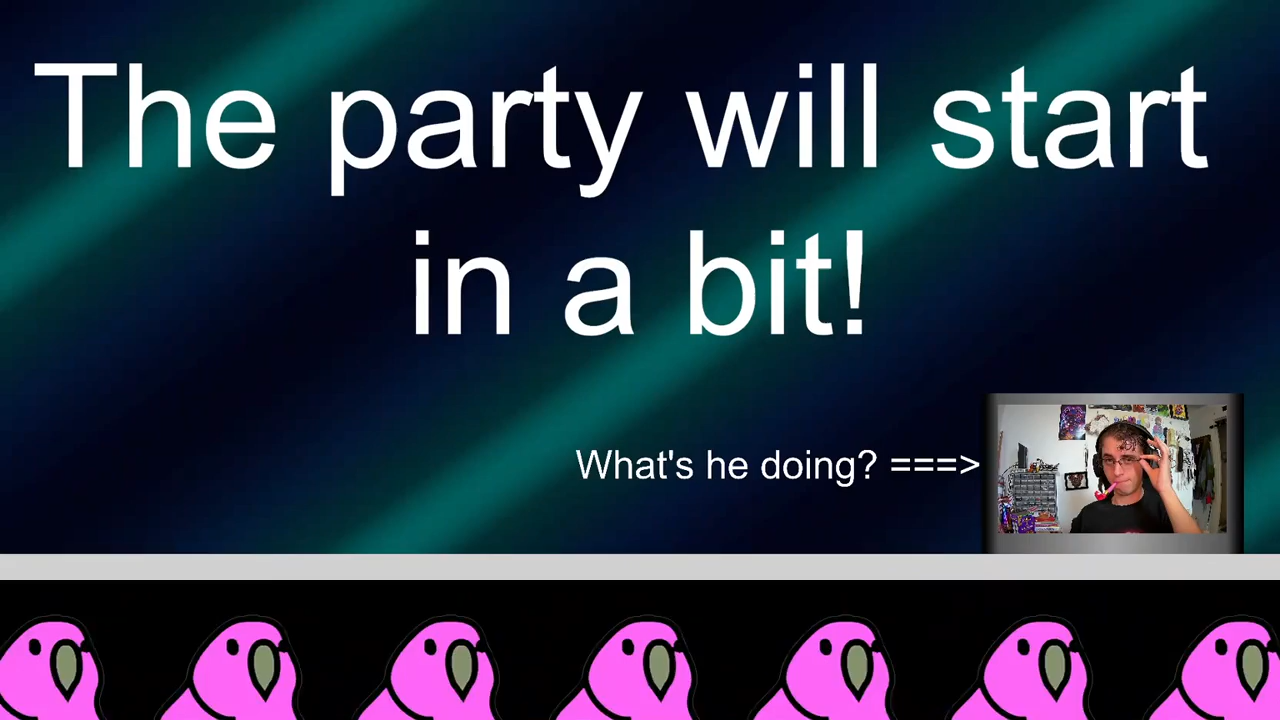 The party will start
in a bit!
What's he doing? ===>